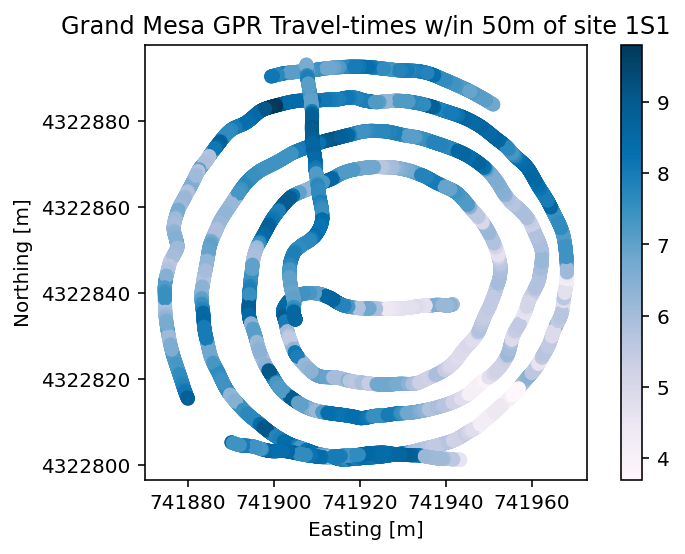 Grand Mesa GPR Travel-times w/in 50m of site 1S1
4322880
4322860
4322840
4322820
4322800
Northing [m]
741880 741900 741920 741940 741960
Easting [m]
9
8
7
6
5
4